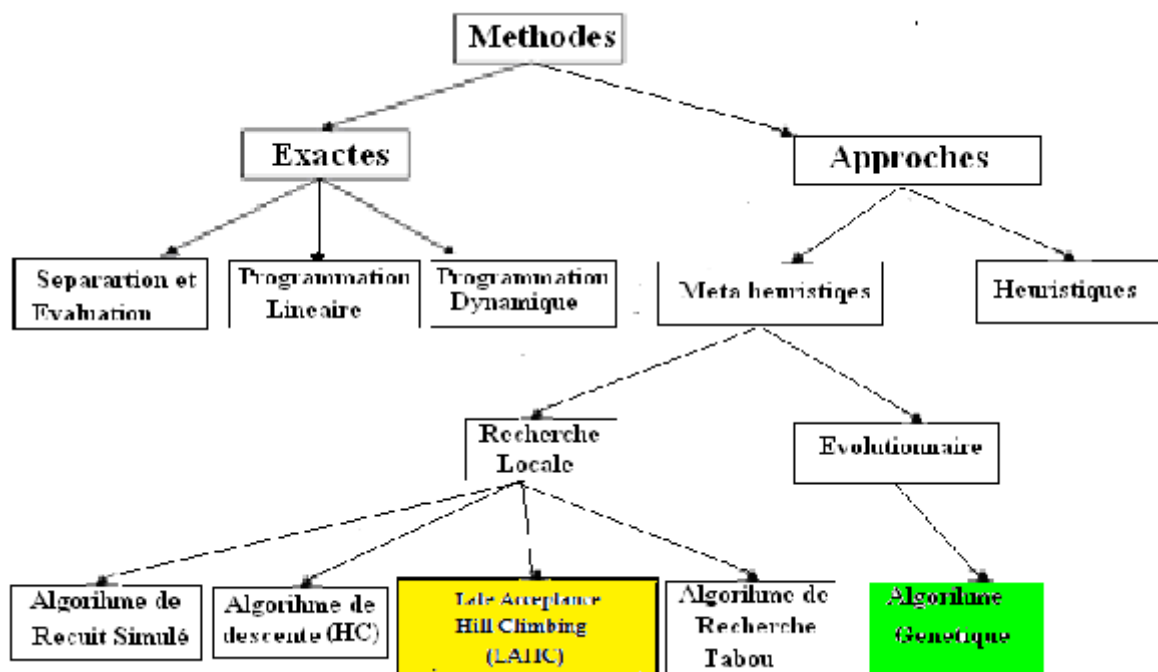 Methodes
Exactes
Approches
Separartion et
Evaluation
Programmation
Lineaire
Programmation
Dynamique
Meta heuristiqes
Heuristiques
Recherche
Locale
Evolutionnaire
Algorihme de
Recuit Simulé
Algorihme de
descente (HC)
Late Acceptance
Hill Climbing
(LAHC)
Algorihme de
Recherche
Tabou
Algorihme
Genetique